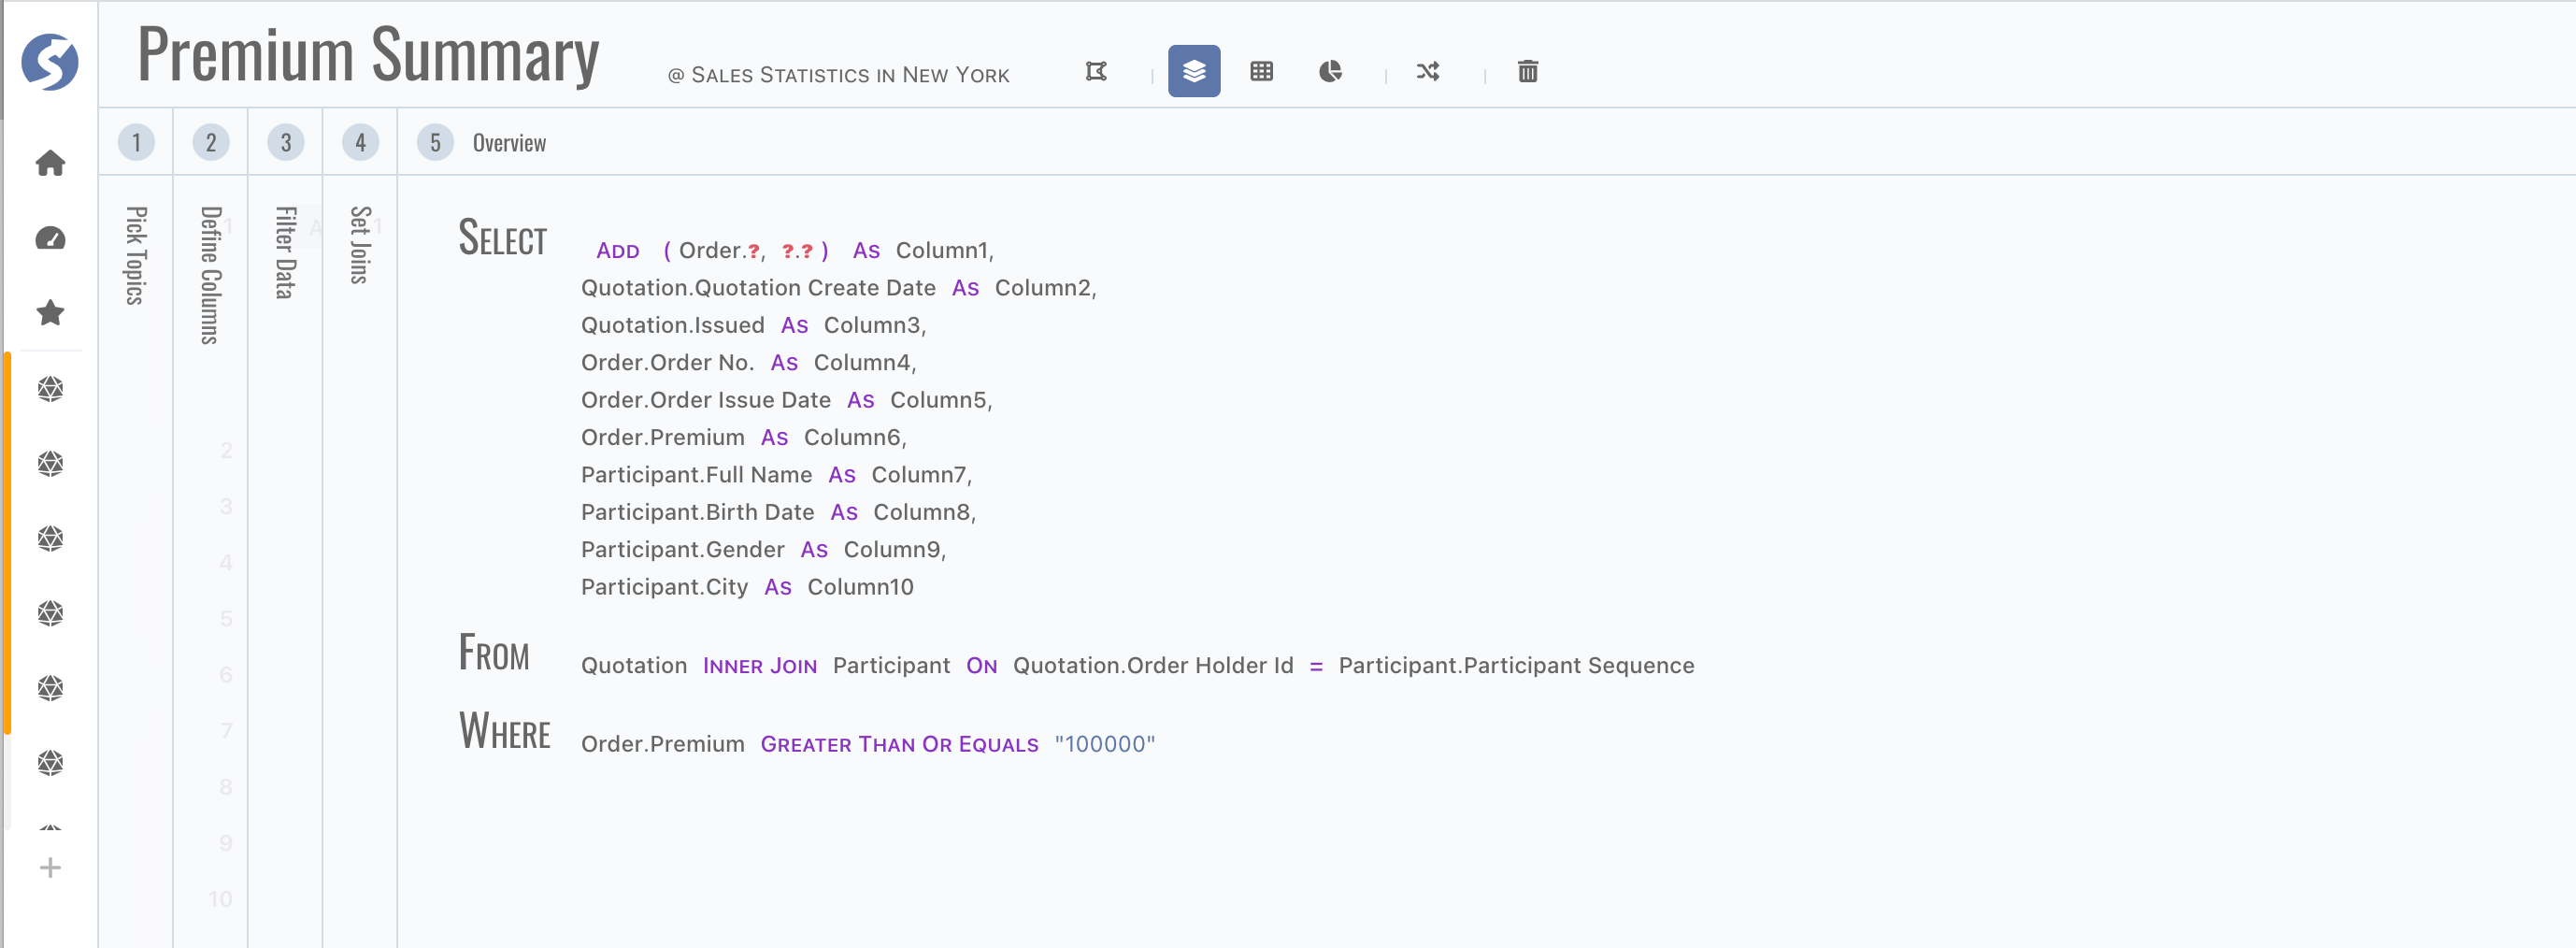 Premium Summary
@ Sales Statistics in New York
1
2
3
4
5 Overview
Pick Topics
Define Columns
Filter Data
Set Joins
1
A
1
2
3
4
5
6
7
8
9
10
Select
Add ( Order.?, ?.? ) As Column1,
Quotation.Quotation Create Date As Column2,
Quotation.Issued As Column3,
Order.Order No. As Column4,
Order.Order Issue Date As Column5,
Order.Premium As Column6,
Participant.Full Name As Column7,
Participant.Birth Date As Column8,
Participant.Gender As Column9,
Participant.City As Column10
From
Quotation Inner Join Participant On Quotation.Order Holder Id = Participant.Participant Sequence
Where
Order.Premium Greater Than Or Equals "100000"